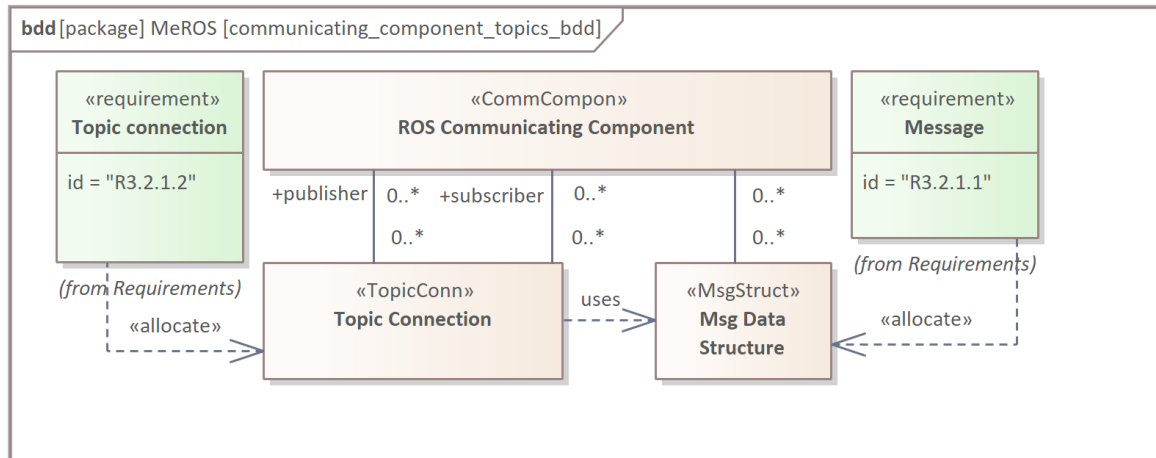 bdd [package] MeROS [communicating_component_topics_bdd]
«requirement»
Topic connection
id = "R3.2.1.2"
(from Requirements)
«CommCompon»
ROS Communicating Component
«requirement»
Message
id = "R3.2.1.1"
(from Requirements)
+publisher
0..*
+subscriber
0..*
0..*
0..*
0..*
0..*
«allocate»
«TopicConn»
Topic Connection
uses
«MsgStruct»
Msg Data
Structure
«allocate»